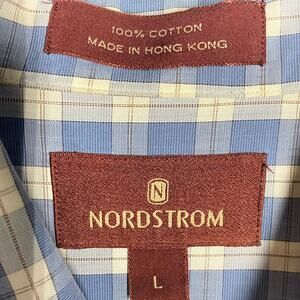 100% COTTON
MADE IN HONG KONG
N
NORDSTROM
L